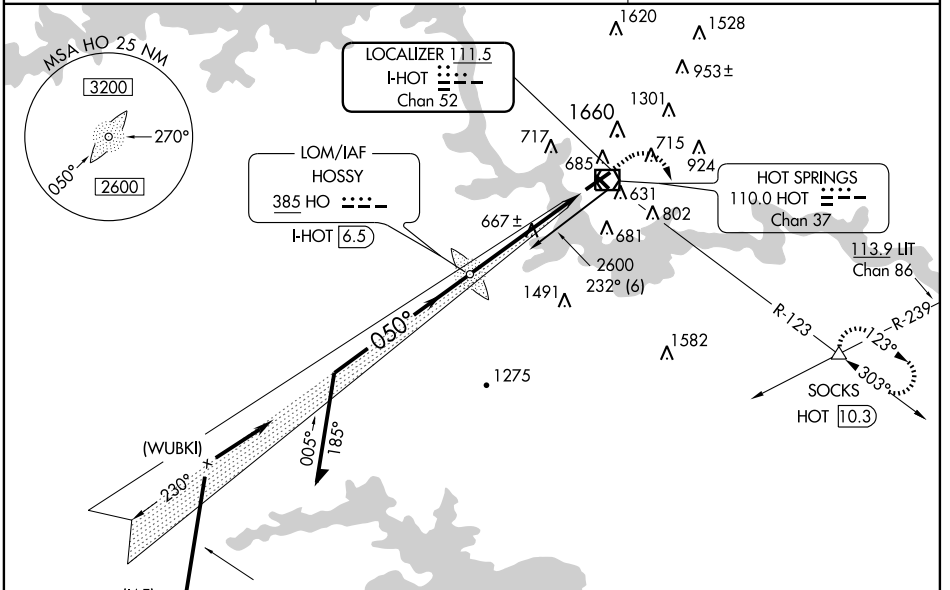 MSA HO 25 NM
3200
270°
050°
2600
LOCALIZER 111.5
I-HOT
Chan 52
LOM/IAF
HOSSY
385 HO
I-HOT 6.5
1620
1528
953±
1301
1660
717
685
715
924
631
802
667±
681
HOT SPRINGS
110.0 HOT
Chan 37
113.9 LIT
Chan 86
2600
232° (6)
1491
R-123
R-239
1582
123°
303°
SOCKS
HOT 10.3
050°
1275
005°
185°
(WUBKI)
230°